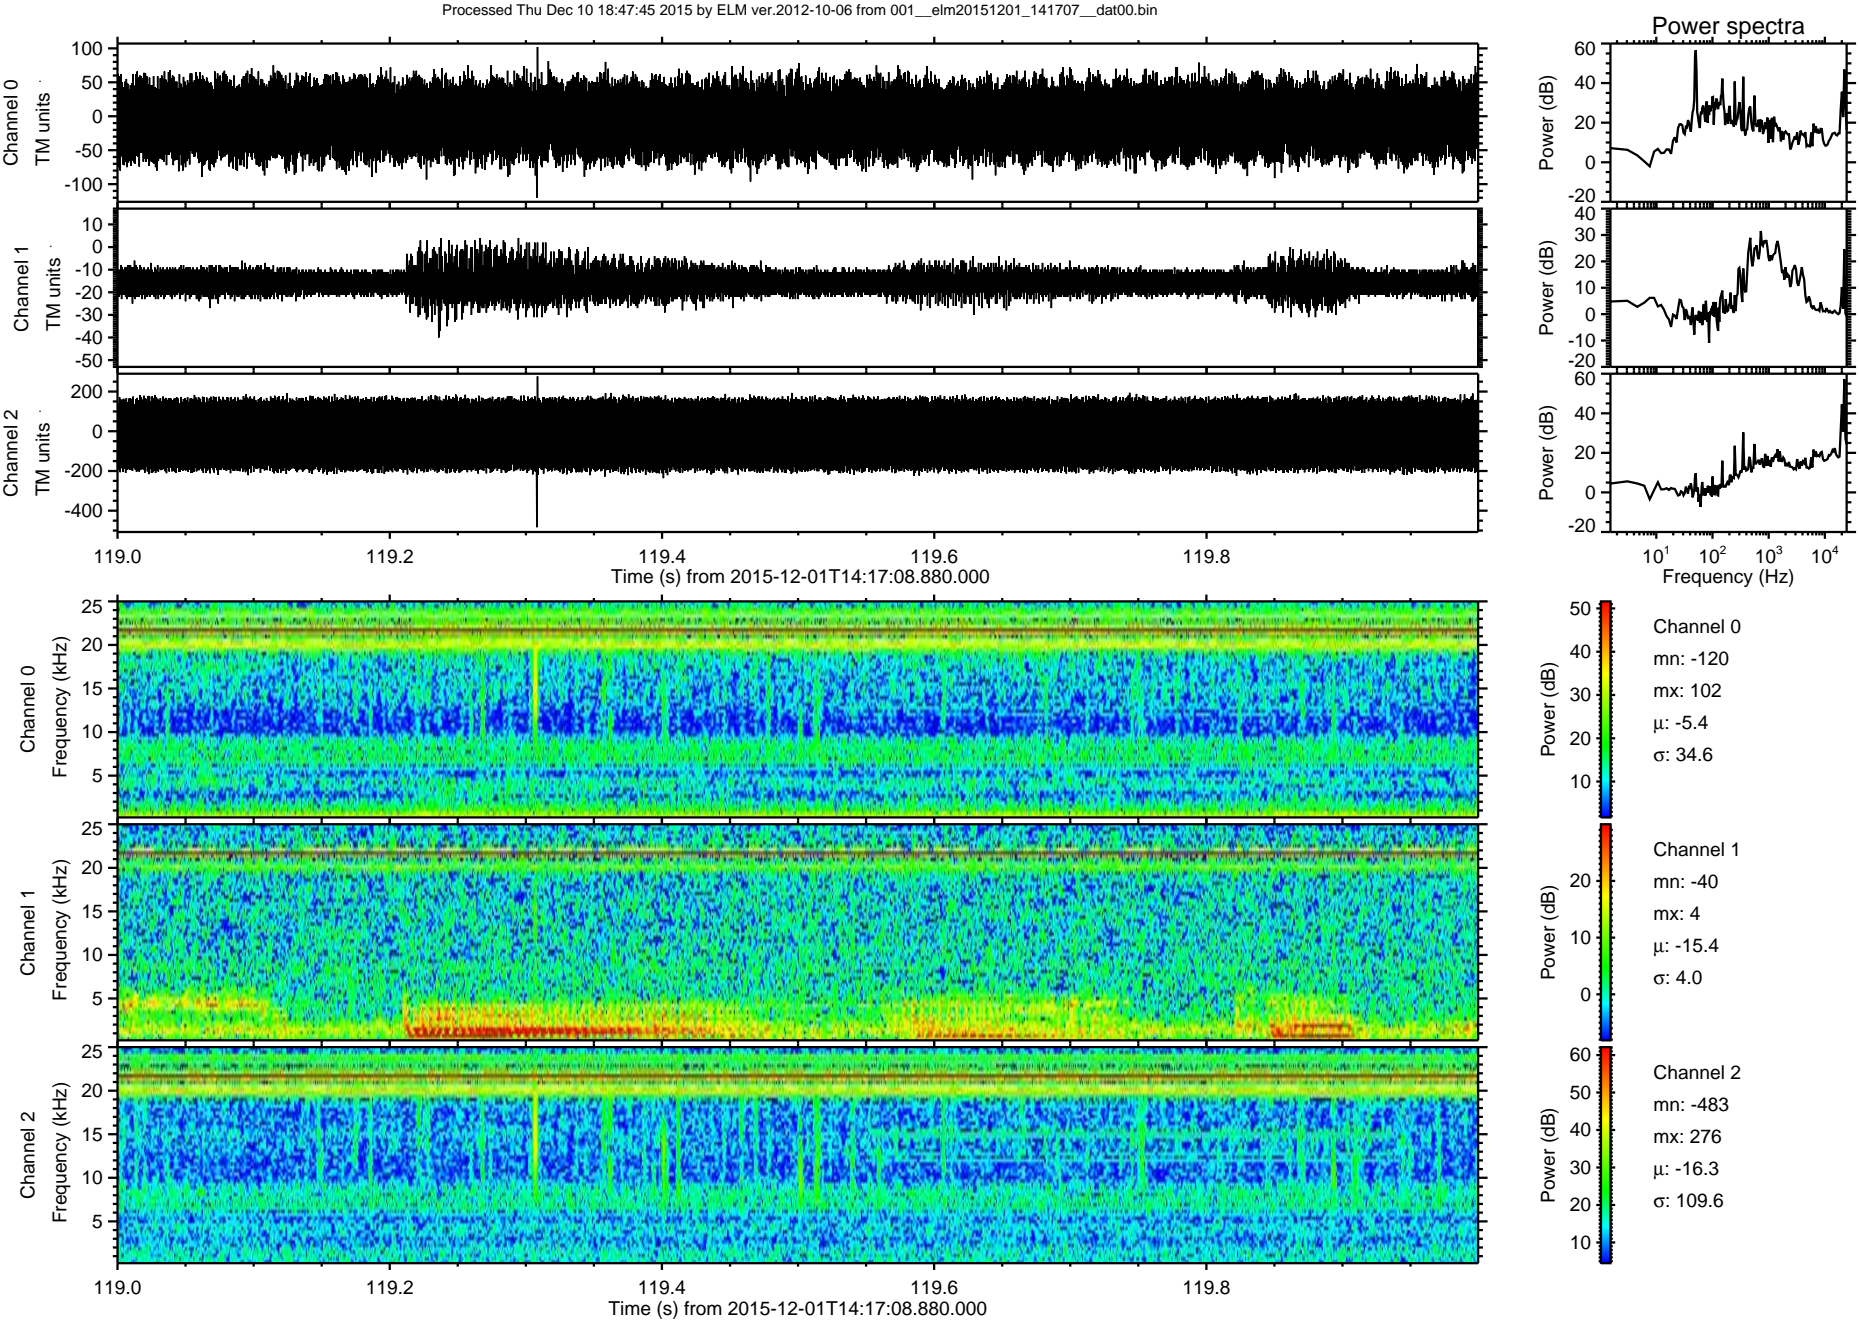 Processed Thu Dec 10 18:47:45 2015 by ELM ver.2012-10-06 from 001__elm20151201_141707__dat00.bin
Power spectra
Channel 0
TM units
100
50
0
-50
-100
Power (dB)
60
40
20
0
-20
Channel 1
TM units
10
0
-10
-20
-30
-40
-50
Power (dB)
40
30
20
10
0
-10
-20
Channel 2
TM units
200
0
-200
-400
Power (dB)
60
40
20
0
-20
119.0 119.2 119.4 119.6 119.8
Time (s) from 2015-12-01T14:17:08.880.000
10¹ 10² 10³ 10⁴
Frequency (Hz)
Channel 0
Frequency (kHz)
25
20
15
10
5
Power (dB)
50
40
30
20
10
Channel 0
mn: -120
mx: 102
μ: -5.4
σ: 34.6
Channel 1
Frequency (kHz)
25
20
15
10
5
Power (dB)
20
10
0
Channel 1
mn: -40
mx: 4
μ: -15.4
σ: 4.0
Channel 2
Frequency (kHz)
25
20
15
10
5
Power (dB)
60
50
40
30
20
10
Channel 2
mn: -483
mx: 276
μ: -16.3
σ: 109.6
119.0 119.2 119.4 119.6 119.8
Time (s) from 2015-12-01T14:17:08.880.000